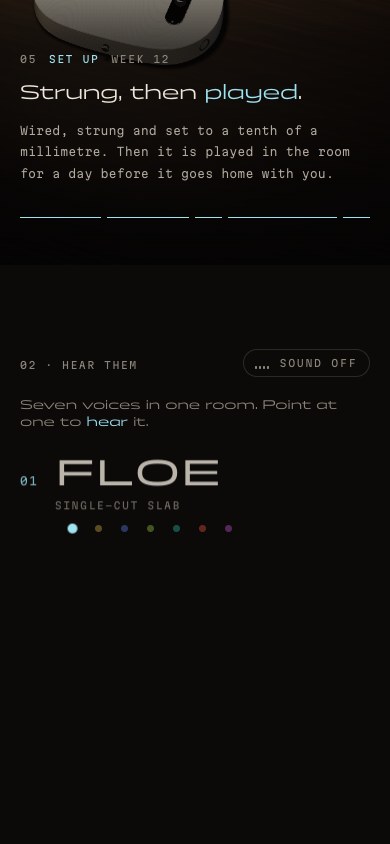 05 SET UP WEEK 12
Strung, then played.
Wired, strung and set to a tenth of a
millimetre. Then it is played in the room
for a day before it goes home with you.
02 · HEAR THEM
SOUND OFF
Seven voices in one room. Point at
one to hear it.
01 FLOE
SINGLE-CUT SLAB